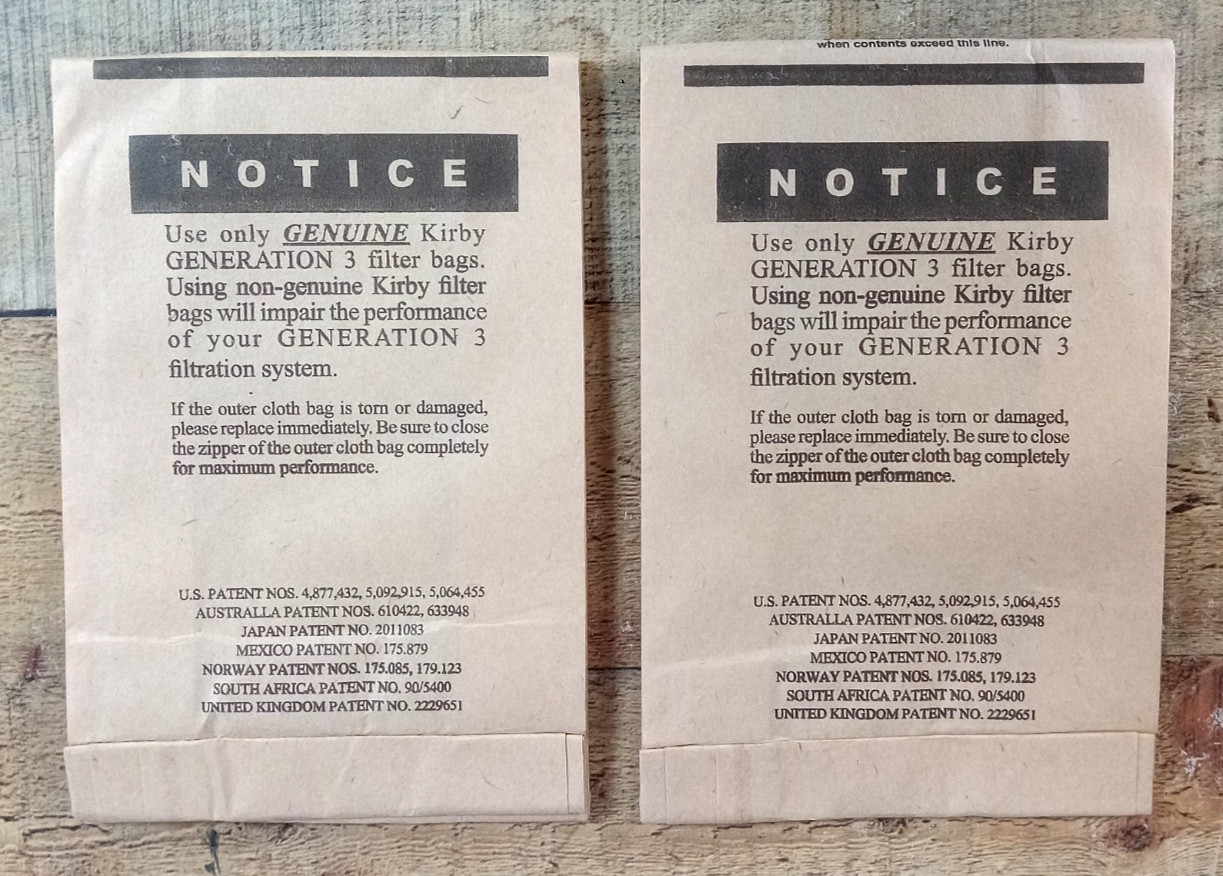 NOTICE
Use only GENUINE Kirby
GENERATION 3 filter bags.
Using non-genuine Kirby filter
bags will impair the performance
of your GENERATION 3
filtration system.
If the outer cloth bag is torn or damaged,
please replace immediately. Be sure to close
the zipper of the outer cloth bag completely
for maximum performance.
U.S. PATENT NOS. 4,877,432, 5,092,915, 5,064,455
AUSTRALLA PATENT NOS. 610422, 633948
JAPAN PATENT NO. 2011083
MEXICO PATENT NO. 175.879
NORWAY PATENT NOS. 175.085, 179.123
SOUTH AFRICA PATENT NO. 90/5400
UNITED KINGDOM PATENT NO. 2229651
when contents exceed this line.
NOTICE
Use only GENUINE Kirby
GENERATION 3 filter bags.
Using non-genuine Kirby filter
bags will impair the performance
of your GENERATION 3
filtration system.
If the outer cloth bag is torn or damaged,
please replace immediately. Be sure to close
the zipper of the outer cloth bag completely
for maximum performance.
U.S. PATENT NOS. 4,877,432, 5,092,915, 5,064,455
AUSTRALLA PATENT NOS. 610422, 633948
JAPAN PATENT NO. 2011083
MEXICO PATENT NO. 175.879
NORWAY PATENT NOS. 175.085, 179.123
SOUTH AFRICA PATENT NO. 90/5400
UNITED KINGDOM PATENT NO. 2229651